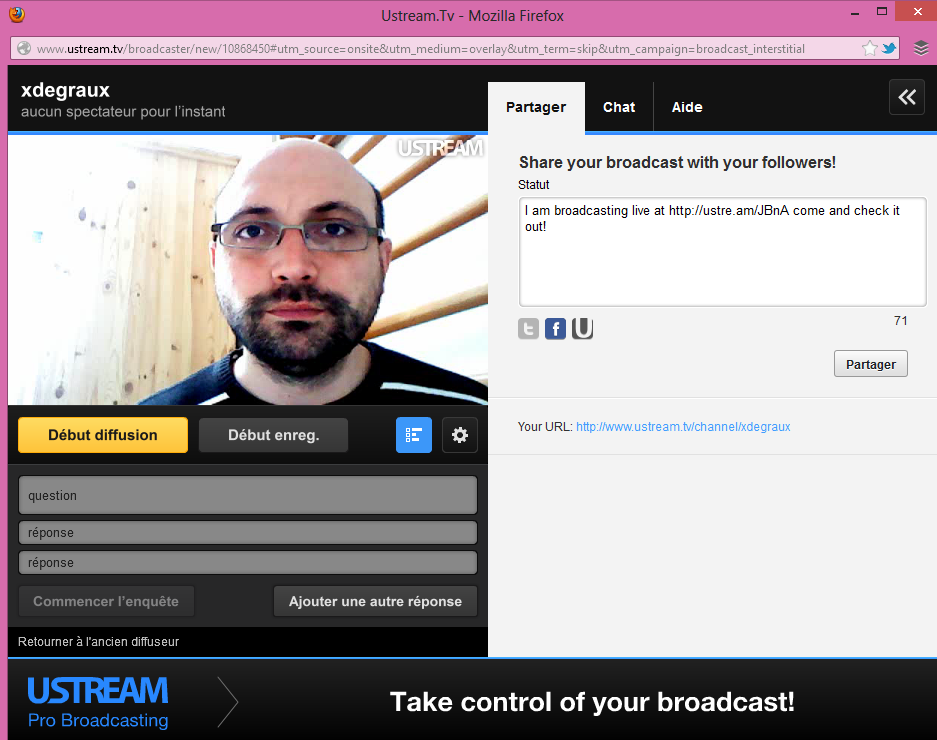 Ustream.Tv - Mozilla Firefox
www.ustream.tv/broadcaster/new/10868450#utm_source=onsite&utm_medium=overlay&utm_term=skip&utm_campaign=broadcast_interstitial
xdegraux
aucun spectateur pour l'instant
Partager
Chat
Aide
USTREAM
Share your broadcast with your followers!
Statut
I am broadcasting live at http://ustre.am/JBnA come and check it
out!
71
Partager
Your URL: http://www.ustream.tv/channel/xdegraux
Début diffusion
Début enreg.
question
réponse
réponse
Commencer l'enquête
Ajouter une autre réponse
Retourner à l'ancien diffuseur
USTREAM
Pro Broadcasting
Take control of your broadcast!